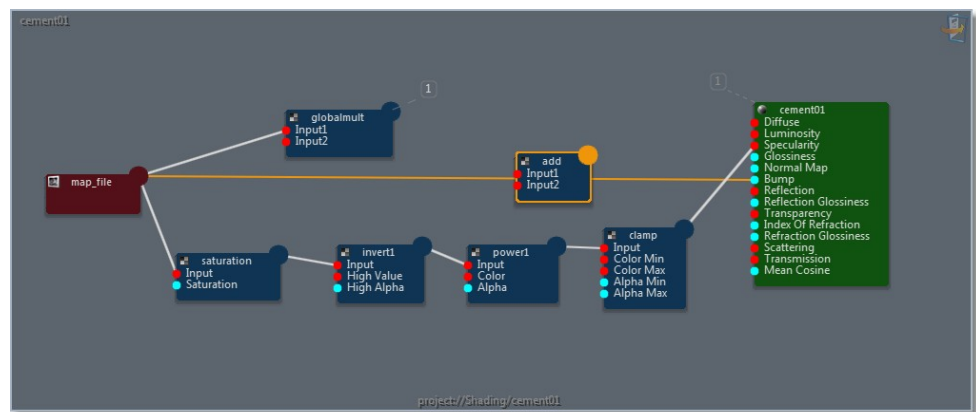 cement01
1
globalmult
Input1
Input2
1
cement01
Diffuse
Luminosity
Specularity
Glossiness
Normal Map
Bump
Reflection
Reflection Glossiness
Transparency
Index Of Refraction
Refraction Glossiness
Scattering
Transmission
Mean Cosine
add
Input1
Input2
map_file
saturation
Input
Saturation
invert1
Input
High Value
High Alpha
power1
Input
Color
Alpha
clamp
Input
Color Min
Color Max
Alpha Min
Alpha Max
project://Shading/cement01